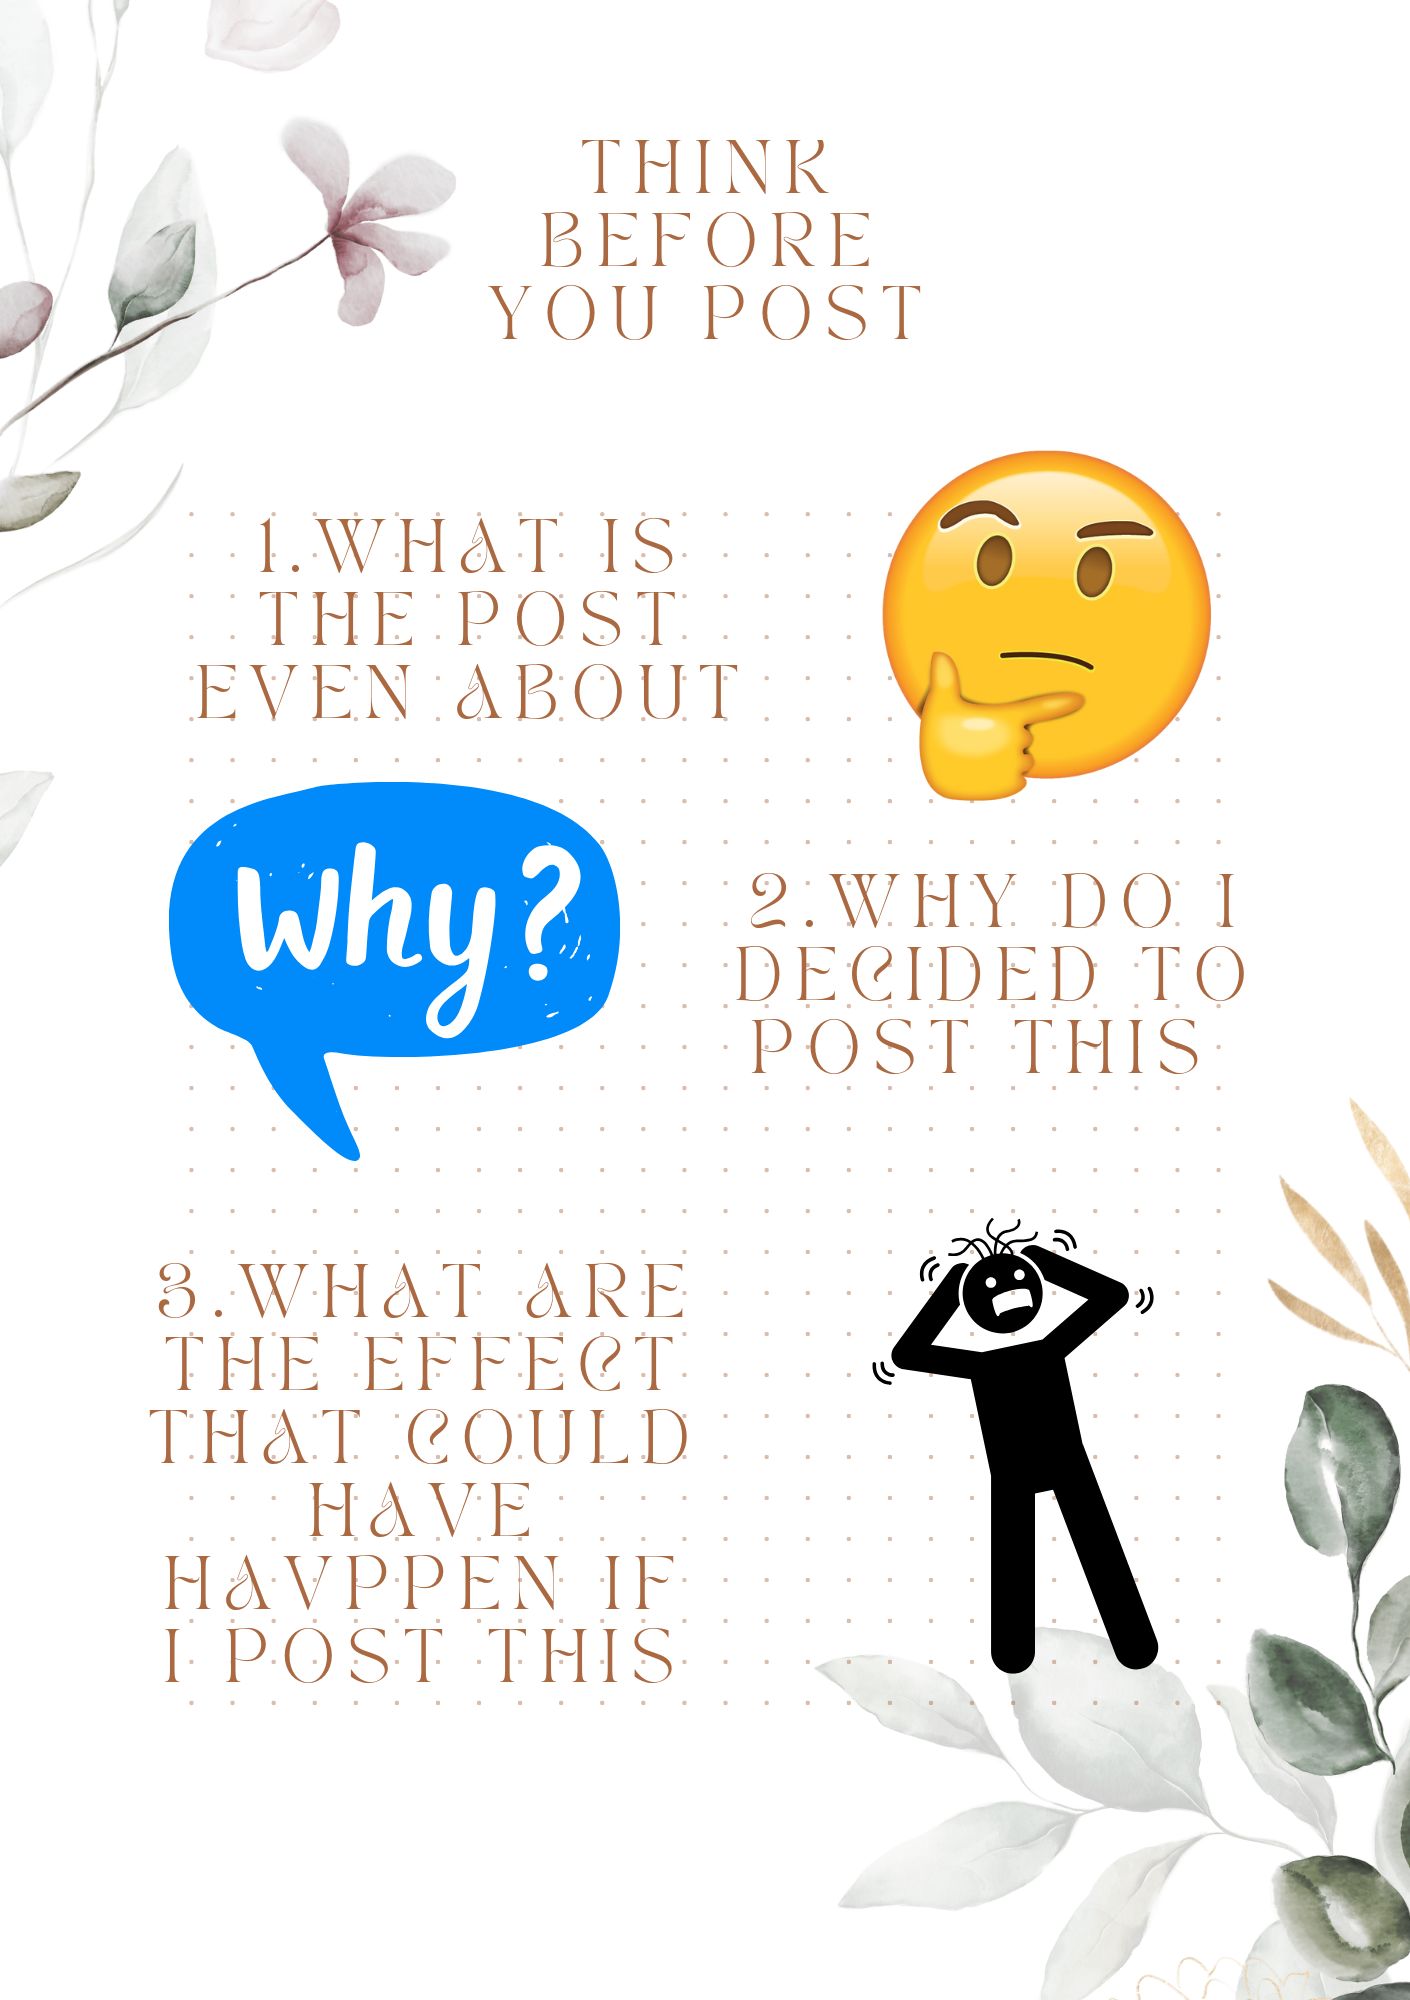 THINK
BEFORE
YOU POST
1.WHAT IS
THE POST
EVEN ABOUT
Why?
2.WHY DO I
DECIDED TO
POST THIS
3.WHAT ARE
THE EFFECT
THAT COULD
HAVE
HAVPPEN IF
I POST THIS